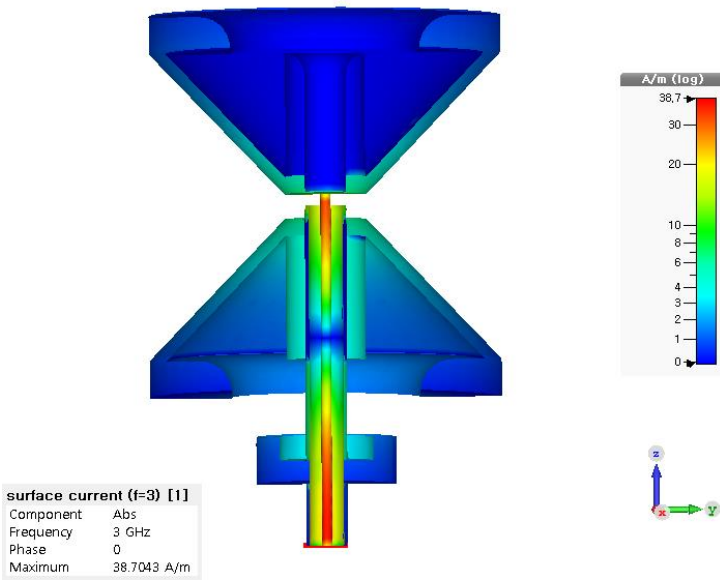 A/m (log)
38,7
30
20
10
8
6
4
3
2
1
0
z
x
y
surface current (f=3) [1]
Component Abs
Frequency 3 GHz
Phase 0
Maximum 38.7043 A/m